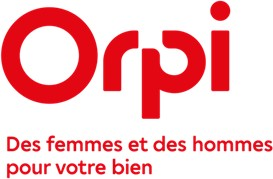 Orpi
Des femmes et des hommes
pour votre bien